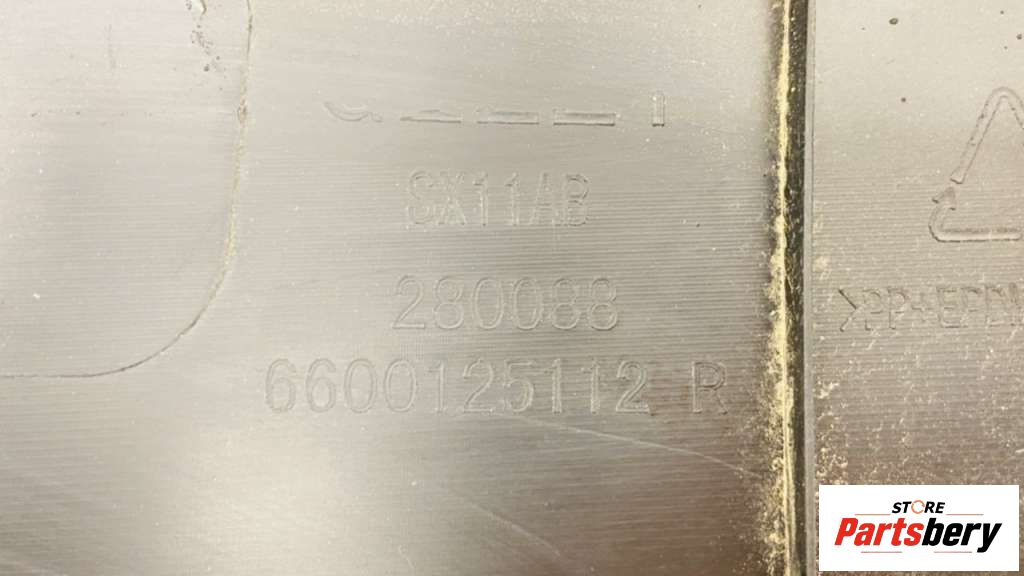 SX11AB
280088
6600125112 R
>PP+EPDM
STORE
Partsbery